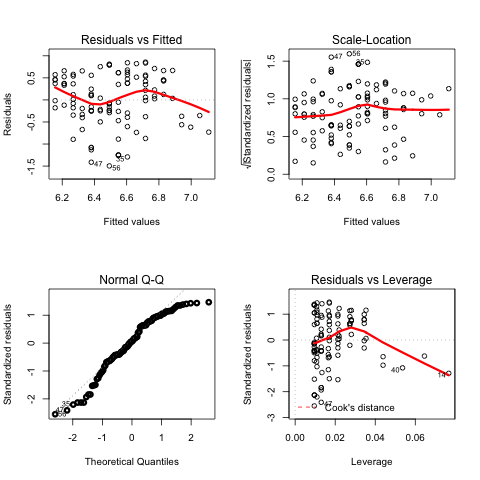 Residuals vs Fitted
Residuals
0.5
-0.5
-1.5
47
35
56
6.2 6.4 6.6 6.8 7.0
Fitted values
Scale-Location
√|Standardized residuals|
1.5
1.0
0.5
0.0
47
56
35
6.2 6.4 6.6 6.8 7.0
Fitted values
Normal Q-Q
Standardized residuals
1
0
-1
-2
35
47
56
-2 -1 0 1 2
Theoretical Quantiles
Residuals vs Leverage
Standardized residuals
1
0
-1
-2
-3
40
14
47
Cook's distance
0.00 0.02 0.04 0.06
Leverage